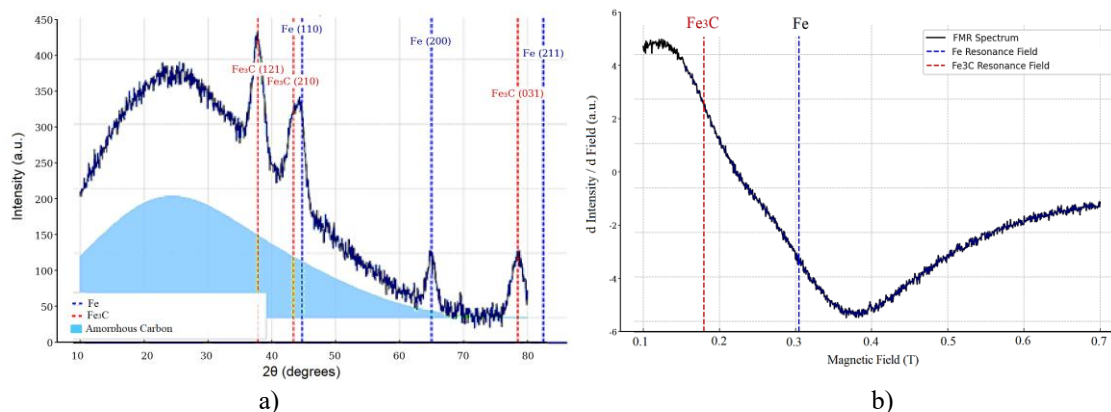 450
400
350
300
250
200
150
100
50
0
Intensity (a.u.)
Fe (110)
Fe (200)
Fe (211)
Fe₃C (121)
Fe₃C (210)
Fe₃C (031)
Fe
Fe₃C
Amorphous Carbon
10 20 30 40 50 60 70 80
2θ (degrees)
a)
Fe₃C
Fe
FMR Spectrum
Fe Resonance Field
Fe3C Resonance Field
6
4
2
0
-2
-4
-6
d Intensity / d Field (a.u.)
0.1 0.2 0.3 0.4 0.5 0.6 0.7
Magnetic Field (T)
b)